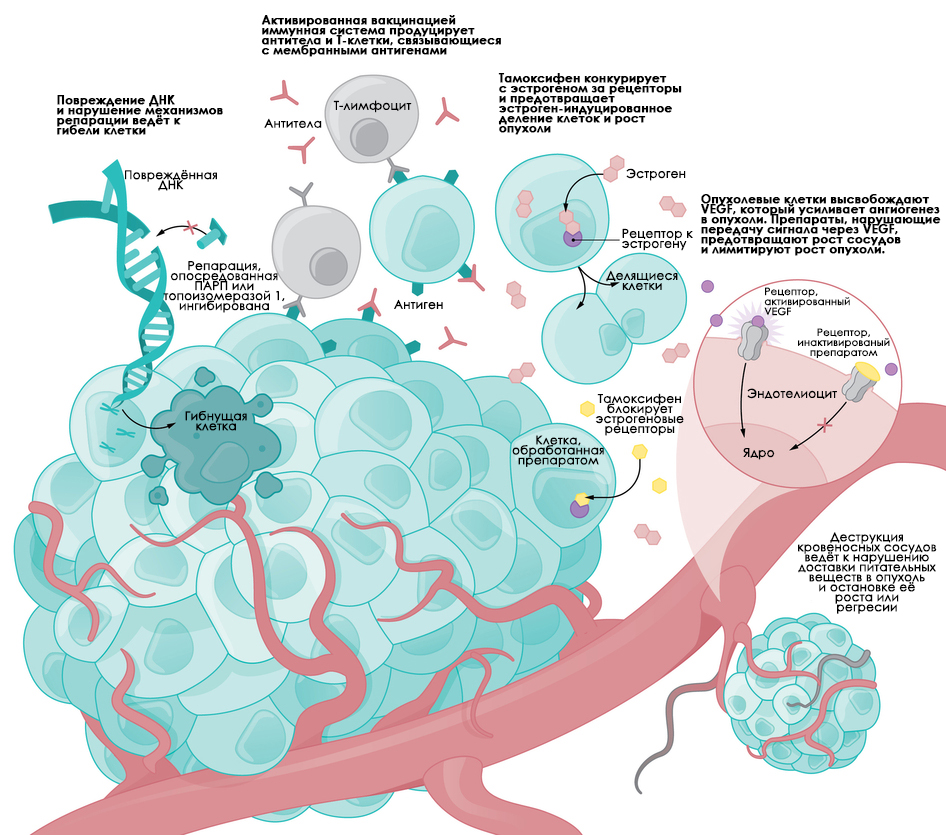 Активированная вакцинацией
иммунная система продуцирует
антитела и Т-клетки, связывающиеся
с мембранными антигенами
Повреждение ДНК
и нарушение механизмов
репарации ведёт к
гибели клетки
Тамоксифен конкурирует
с эстрогеном за рецепторы
и предотвращает
эстроген-индуцированное
деление клеток и рост
опухоли
Т-лимфоцит
Антитела
Повреждённая
ДНК
Эстроген
Опухолевые клетки высвобождают
VEGF, который усиливает ангиогенез
в опухоли. Препараты, нарушающие
передачу сигнала через VEGF,
предотвращают рост сосудов
и лимитируют рост опухоли.
Рецептор к
эстрогену
Репарация,
опосредованная
ПАРП или
топоизомеразой 1,
ингибирована
Антиген
Делящиеся
клетки
Рецептор,
активированный
VEGF
Рецептор,
инактивированый
препаратом
Эндотелиоцит
Ядро
Гибнущая
клетка
Тамоксифен
блокирует
эстрогеновые
рецепторы
Клетка,
обработанная
препаратом
Деструкция
кровеносных сосудов
ведёт к нарушению
доставки питательных
веществ в опухоль
и остановке её
роста или
регрессии